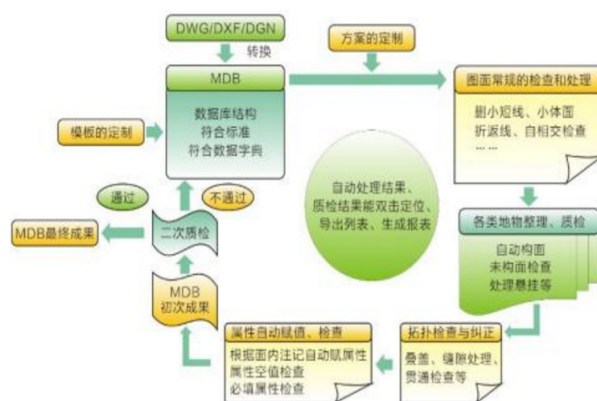 DWG/DXF/DGN
转换
方案的定制
MDB
数据库结构
符合标准
符合数据字典
模板的定制
图面常规的检查和处理
删小短线、小体面
折返线、自相交检查
… …
自动处理结果、
质检结果能双击定位、
导出列表、生成报表
各类地物整理、质检
自动构面
未构面检查
处理悬挂等
通过
不通过
MDB最终成果
二次质检
MDB
初次成果
属性自动赋值、检查
根据面内注记自动赋属性
属性空值检查
必填属性检查
拓扑检查与纠正
叠盖、缝隙处理、
贯通检查等